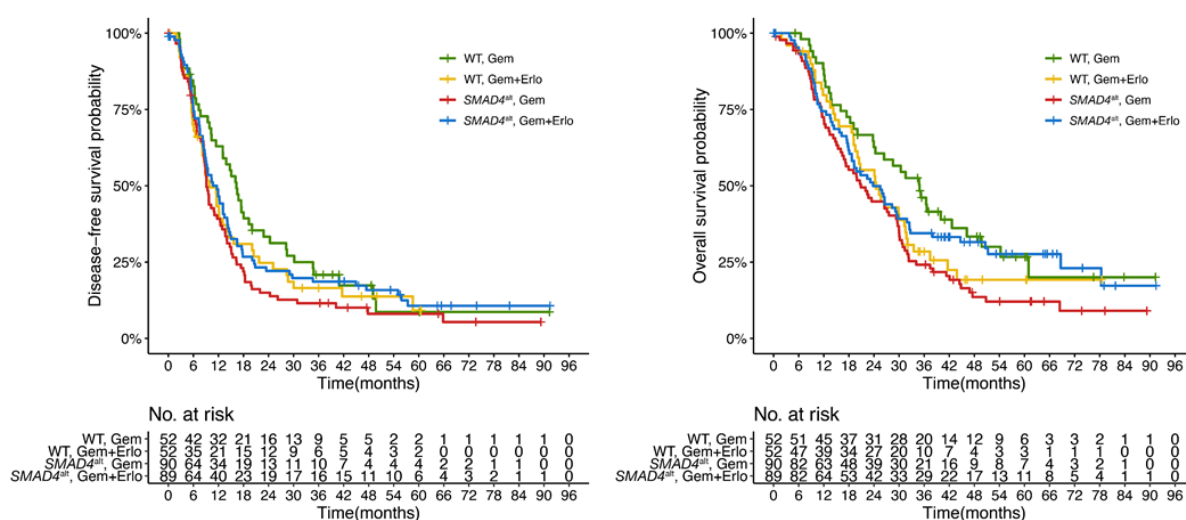 100%
75%
50%
25%
0%
Disease-free survival probability
WT, Gem
WT, Gem+Erlo
SMAD4alt, Gem
SMAD4alt, Gem+Erlo
0 6 12 18 24 30 36 42 48 54 60 66 72 78 84 90 96
Time(months)
No. at risk
WT, Gem 52 42 32 21 16 13 9 5 5 2 2 1 1 1 1 1 0
WT, Gem+Erlo 52 35 21 15 12 9 6 5 4 3 2 0 0 0 0 0 0
SMAD4alt, Gem 90 64 34 19 13 11 10 7 4 4 4 2 2 1 1 0 0
SMAD4alt, Gem+Erlo 89 64 40 23 19 17 16 15 11 10 6 4 3 2 1 1 0
0 6 12 18 24 30 36 42 48 54 60 66 72 78 84 90 96
Time(months)
100%
75%
50%
25%
0%
Overall survival probability
WT, Gem
WT, Gem+Erlo
SMAD4alt, Gem
SMAD4alt, Gem+Erlo
0 6 12 18 24 30 36 42 48 54 60 66 72 78 84 90 96
Time(months)
No. at risk
WT, Gem 52 51 45 37 31 28 20 14 12 9 6 3 3 2 1 1 0
WT, Gem+Erlo 52 47 39 34 27 20 10 7 4 3 3 1 1 1 0 0 0
SMAD4alt, Gem 90 82 63 48 39 30 21 16 9 8 7 4 3 2 1 0 0
SMAD4alt, Gem+Erlo 89 82 64 53 42 33 29 22 17 13 11 8 5 4 1 1 0
0 6 12 18 24 30 36 42 48 54 60 66 72 78 84 90 96
Time(months)